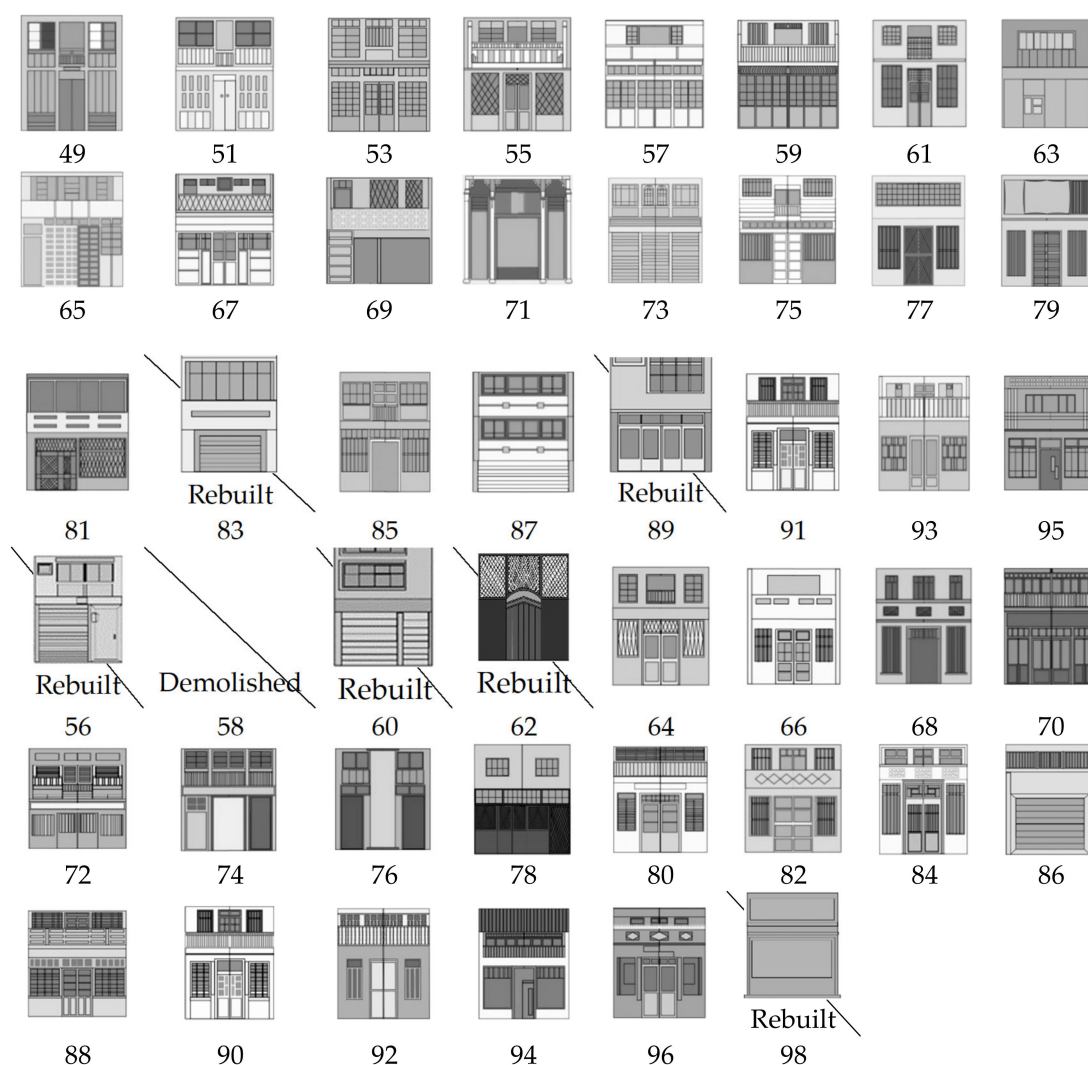 49 51 53 55 57 59 61 63
65 67 69 71 73 75 77 79
Rebuilt Rebuilt
81 83 85 87 89 91 93 95
Rebuilt Demolished Rebuilt Rebuilt
56 58 60 62 64 66 68 70
72 74 76 78 80 82 84 86
Rebuilt
88 90 92 94 96 98